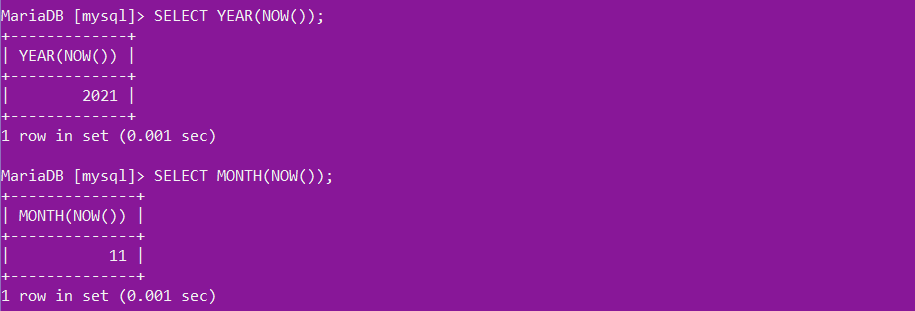 MariaDB [mysql]> SELECT YEAR(NOW());
+-------------+
| YEAR(NOW()) |
+-------------+
|        2021 |
+-------------+
1 row in set (0.001 sec)

MariaDB [mysql]> SELECT MONTH(NOW());
+--------------+
| MONTH(NOW()) |
+--------------+
|           11 |
+--------------+
1 row in set (0.001 sec)